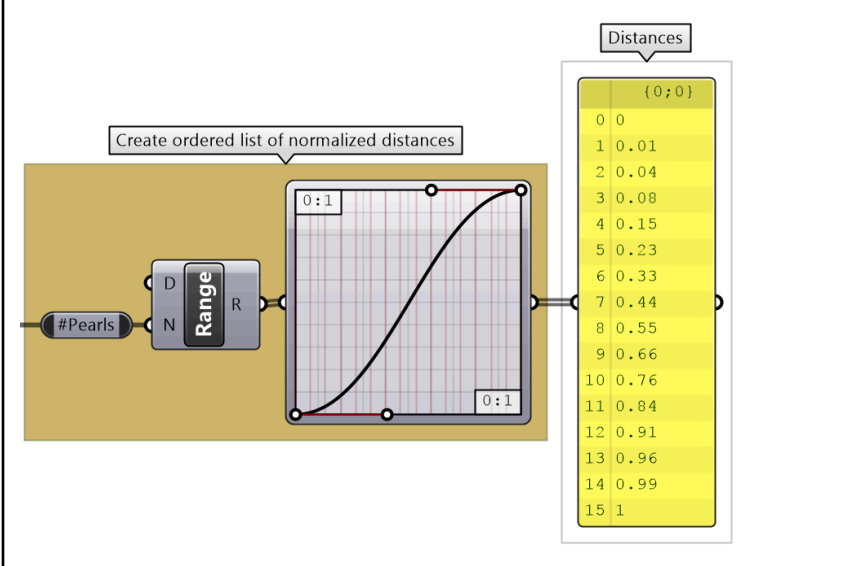 Distances
{0;0}
0 0
1 0.01
2 0.04
3 0.08
4 0.15
5 0.23
6 0.33
7 0.44
8 0.55
9 0.66
10 0.76
11 0.84
12 0.91
13 0.96
14 0.99
15 1
Create ordered list of normalized distances
0:1
0:1
D
N
Range
R
#Pearls